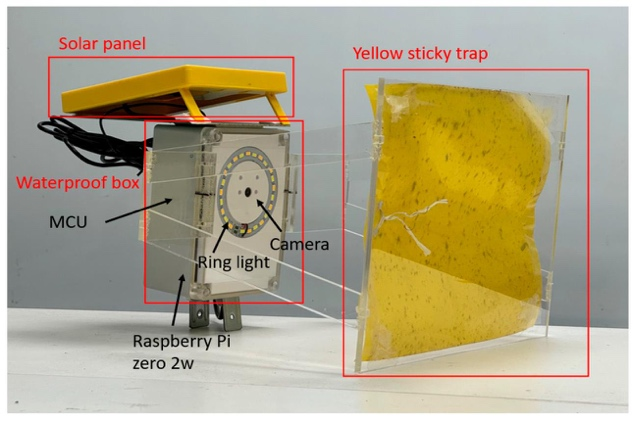 Solar panel
Yellow sticky trap
Waterproof box
MCU
Camera
Ring light
Raspberry Pi
zero 2w